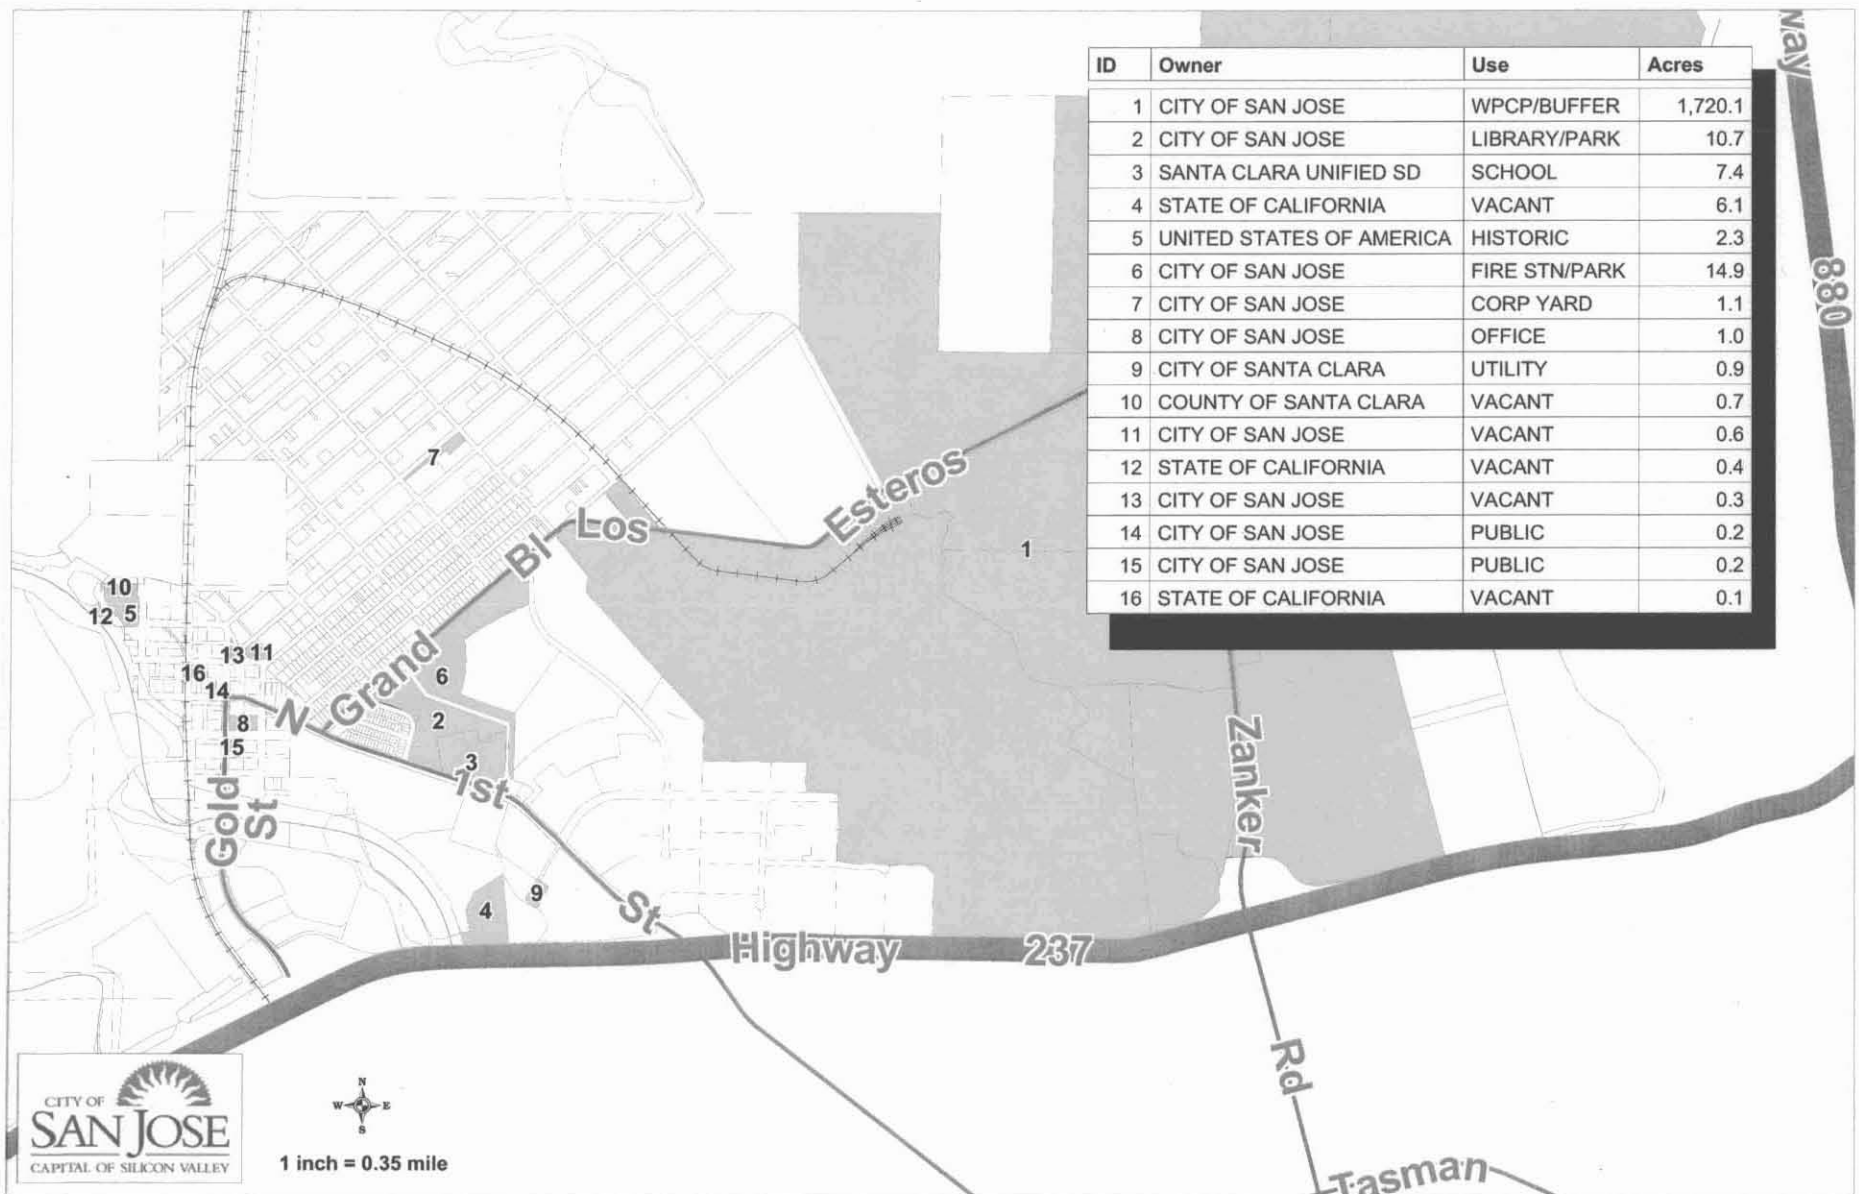 way
880
ID Owner Use Acres
1 CITY OF SAN JOSE WPCP/BUFFER 1,720.1
2 CITY OF SAN JOSE LIBRARY/PARK 10.7
3 SANTA CLARA UNIFIED SD SCHOOL 7.4
4 STATE OF CALIFORNIA VACANT 6.1
5 UNITED STATES OF AMERICA HISTORIC 2.3
6 CITY OF SAN JOSE FIRE STN/PARK 14.9
7 CITY OF SAN JOSE CORP YARD 1.1
8 CITY OF SAN JOSE OFFICE 1.0
9 CITY OF SANTA CLARA UTILITY 0.9
10 COUNTY OF SANTA CLARA VACANT 0.7
11 CITY OF SAN JOSE VACANT 0.6
12 STATE OF CALIFORNIA VACANT 0.4
13 CITY OF SAN JOSE VACANT 0.3
14 CITY OF SAN JOSE PUBLIC 0.2
15 CITY OF SAN JOSE PUBLIC 0.2
16 STATE OF CALIFORNIA VACANT 0.1
7
Los Esteros
1
Grand Bl
10
12 5
13 11
16
14
6
2
8
15
3
N 1st St
Gold St
4
9
Zanker Rd
Highway 237
Tasman
CITY OF
SAN JOSE
CAPITAL OF SILICON VALLEY
N
W E
S
1 inch = 0.35 mile